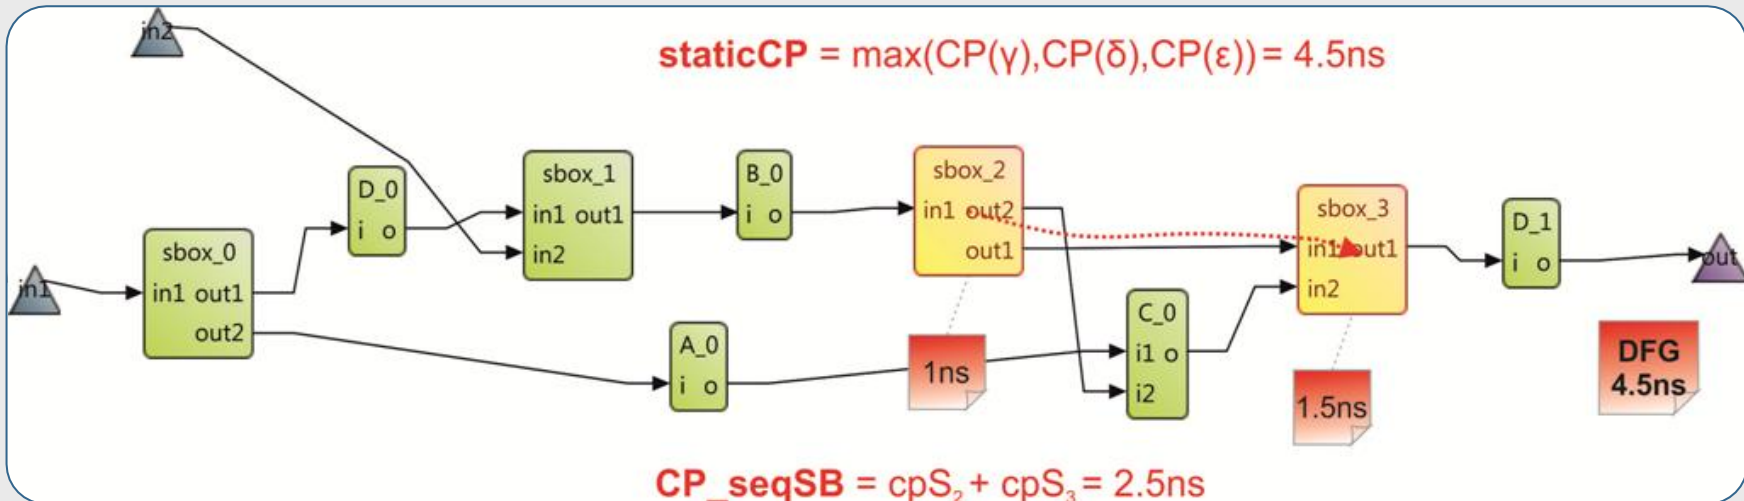 in2
staticCP = max(CP(γ),CP(δ),CP(ε)) = 4.5ns
in1
sbox_0
in1 out1
out2
D_0
i o
sbox_1
in1 out1
in2
A_0
i o
B_0
i o
sbox_2
in1 out2
out1
1ns
C_0
i1 o
i2
sbox_3
in1 out1
in2
1.5ns
D_1
i o
out
DFG
4.5ns
CP_seqSB = cpS₂ + cpS₃ = 2.5ns